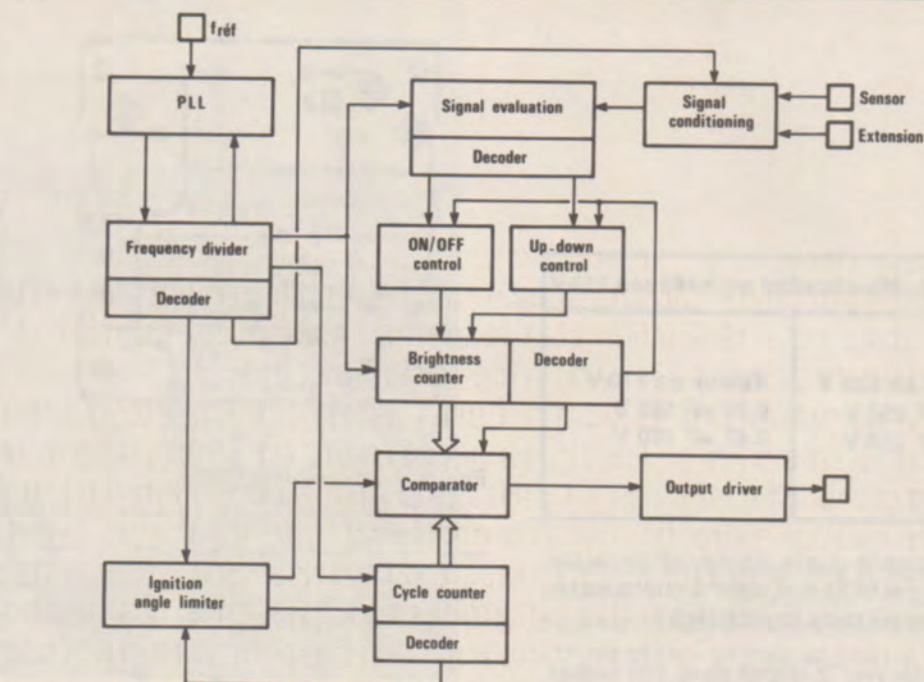 fréf
PLL
Signal evaluation
Decoder
Signal
conditioning
Sensor
Extension
Frequency divider
Decoder
ON/OFF
control
Up-down
control
Brightness
counter
Decoder
Comparator
Output driver
Ignition
angle limiter
Cycle counter
Decoder